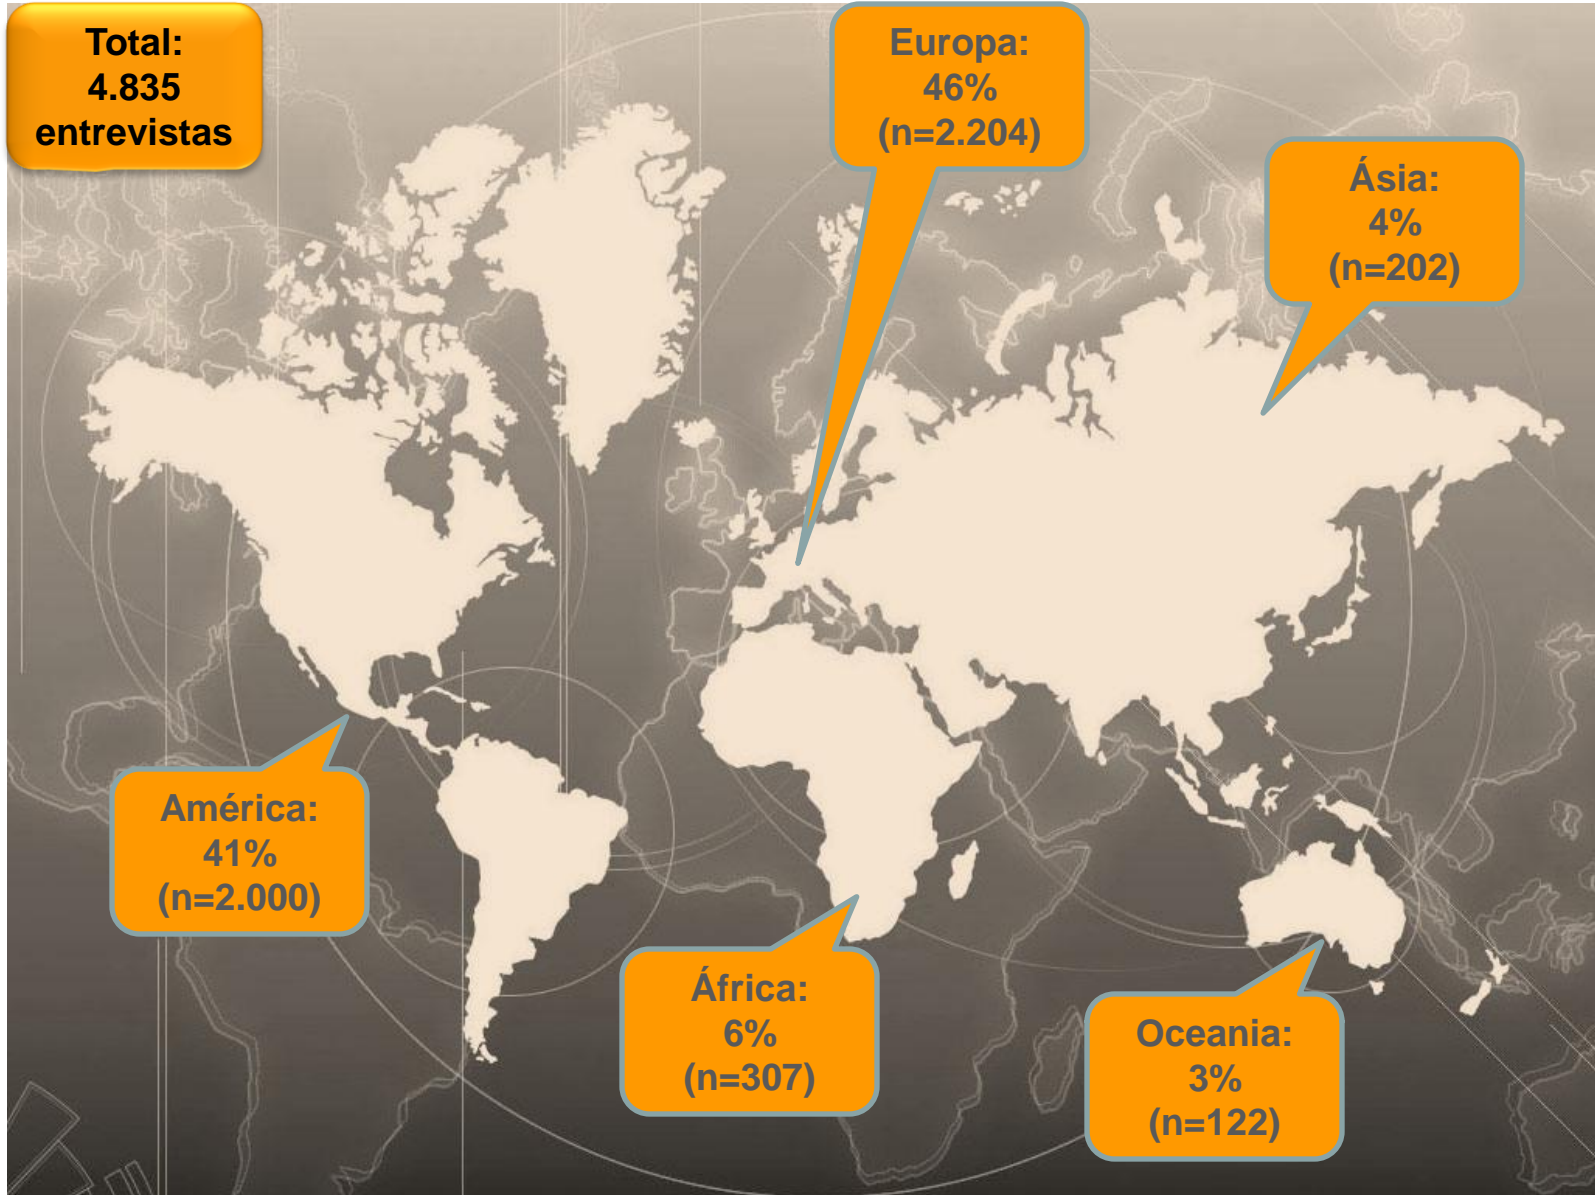 Total:
4.835
entrevistas
Europa:
46%
(n=2.204)
Ásia:
4%
(n=202)
América:
41%
(n=2.000)
África:
6%
(n=307)
Oceania:
3%
(n=122)